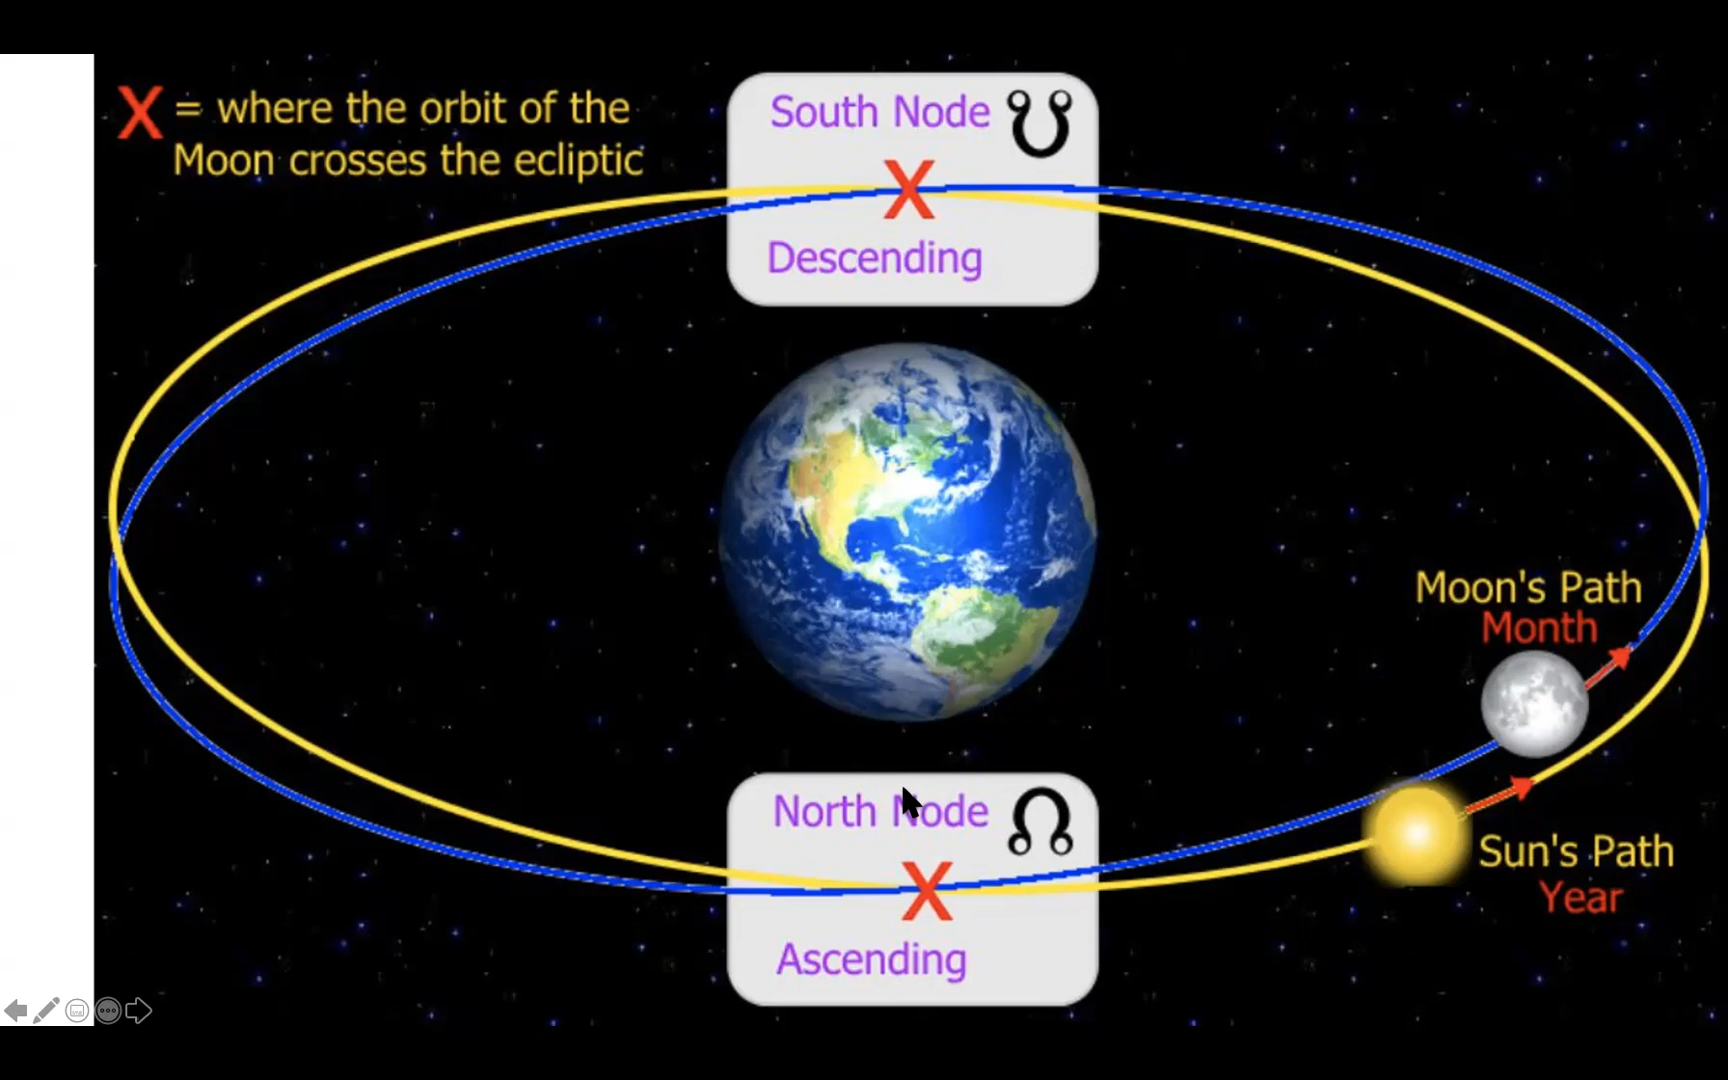 X = where the orbit of the
Moon crosses the ecliptic
South Node ☋
X
Descending
Moon's Path
Month
North Node ☊
X
Ascending
Sun's Path
Year